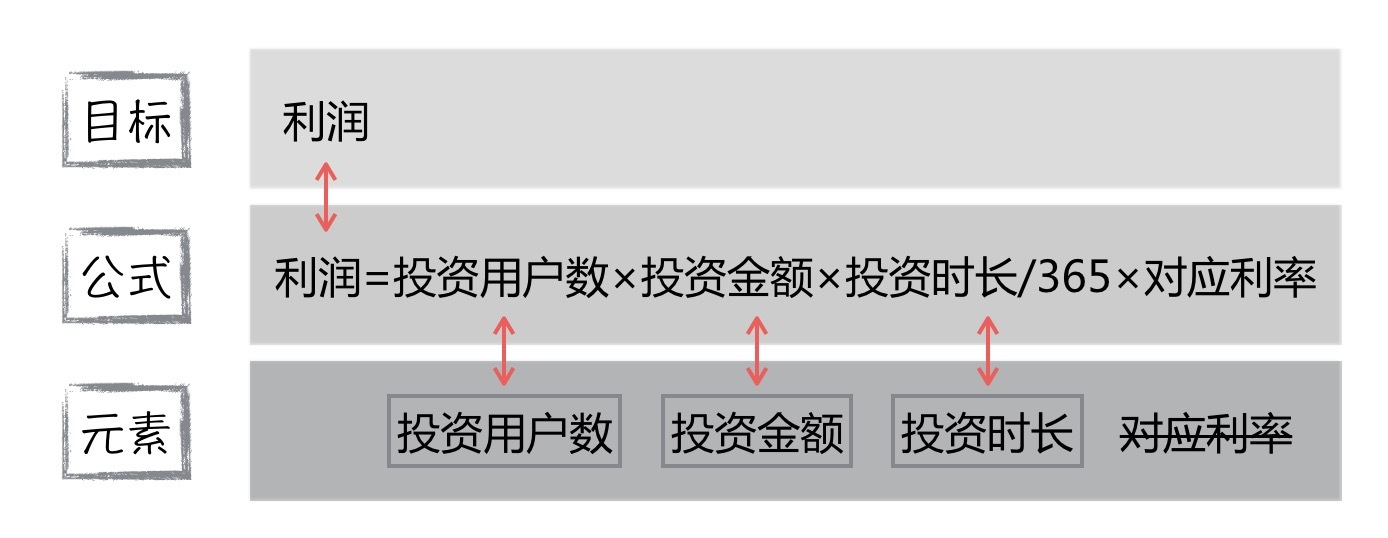 目标
利润
公式
利润=投资用户数×投资金额×投资时长/365×对应利率
元素
投资用户数 投资金额 投资时长 对应利率